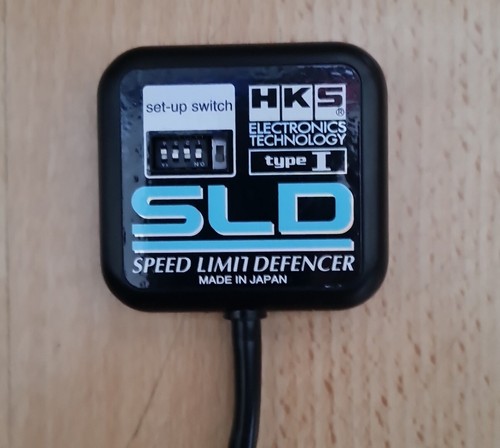 set-up switch
HKS®
ELECTRONICS
TECHNOLOGY
type I
SLD
SPEED LIMIT DEFENCER
MADE IN JAPAN